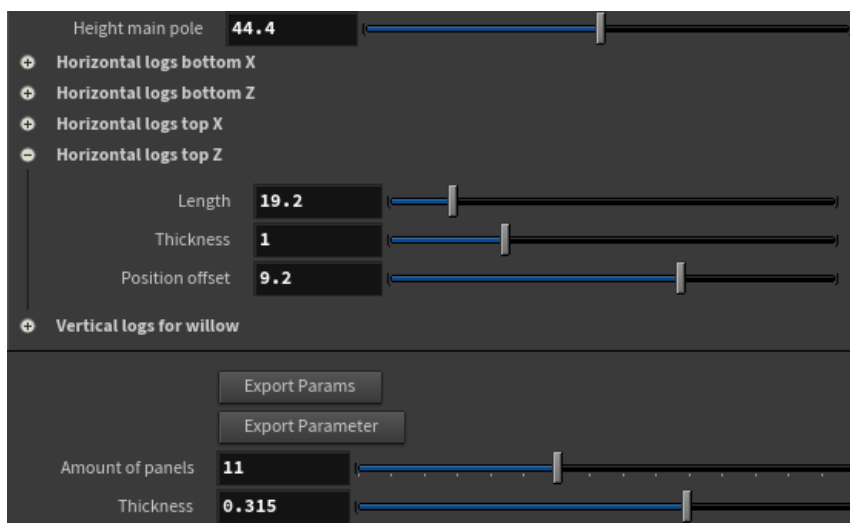 Height main pole 44.4
Horizontal logs bottom X
Horizontal logs bottom Z
Horizontal logs top X
Horizontal logs top Z
Length 19.2
Thickness 1
Position offset 9.2
Vertical logs for willow
Export Params
Export Parameter
Amount of panels 11
Thickness 0.315